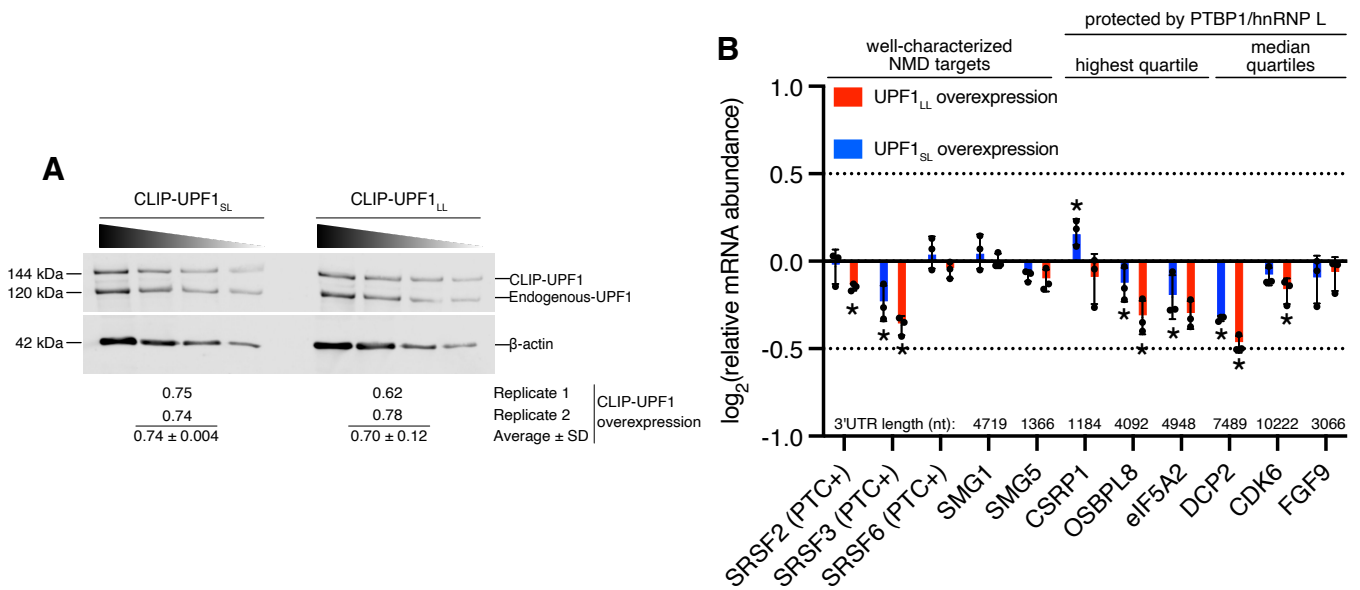 A
CLIP-UPF1SL
CLIP-UPF1LL
144 kDa
120 kDa
42 kDa
CLIP-UPF1
Endogenous-UPF1
β-actin
0.75 0.62 Replicate 1
0.74 0.78 Replicate 2
0.74 ± 0.004 0.70 ± 0.12 Average ± SD
CLIP-UPF1
overexpression
B
protected by PTBP1/hnRNP L
well-characterized
NMD targets
highest quartile
median
quartiles
UPF1LL overexpression
UPF1SL overexpression
log2(relative mRNA abundance)
1.0
0.5
0.0
-0.5
-1.0
* * * * * * * * * *
3'UTR length (nt): 4719 1366 1184 4092 4948 7489 10222 3066
SRSF2 (PTC+)
SRSF3 (PTC+)
SRSF6 (PTC+)
SMG1
SMG5
CSRP1
OSBPL8
eIF5A2
DCP2
CDK6
FGF9